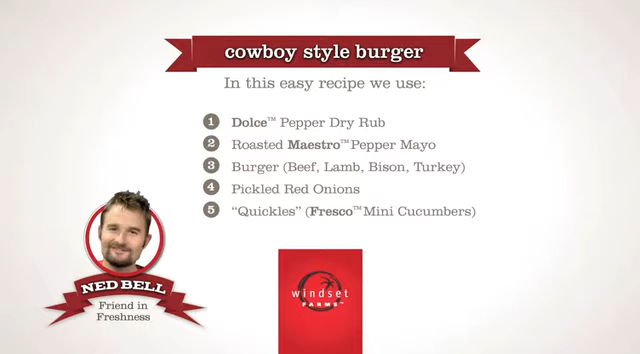 cowboy style burger
In this easy recipe we use:
1 Dolce™ Pepper Dry Rub
2 Roasted Maestro™ Pepper Mayo
3 Burger (Beef, Lamb, Bison, Turkey)
4 Pickled Red Onions
5 “Quickles” (Fresco™ Mini Cucumbers)
NED BELL
Friend in
Freshness
windset
FARMS™